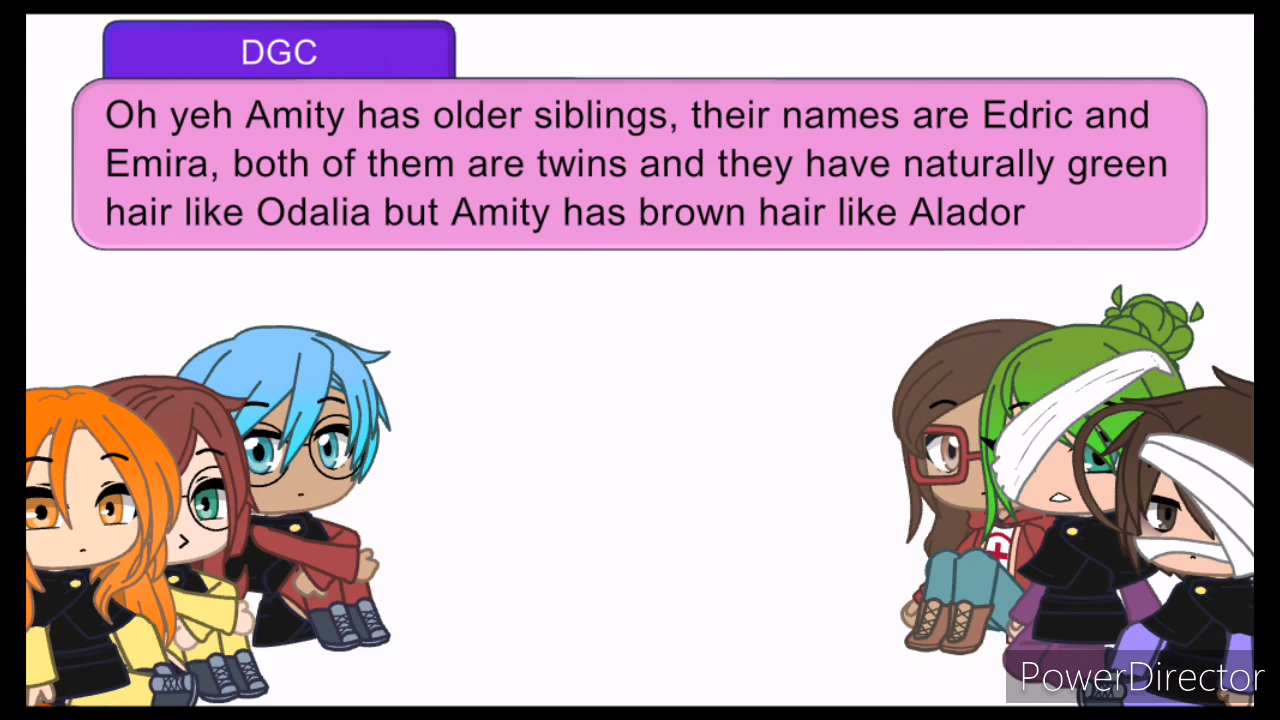 DGC
Oh yeh Amity has older siblings, their names are Edric and
Emira, both of them are twins and they have naturally green
hair like Odalia but Amity has brown hair like Alador
PowerDirector